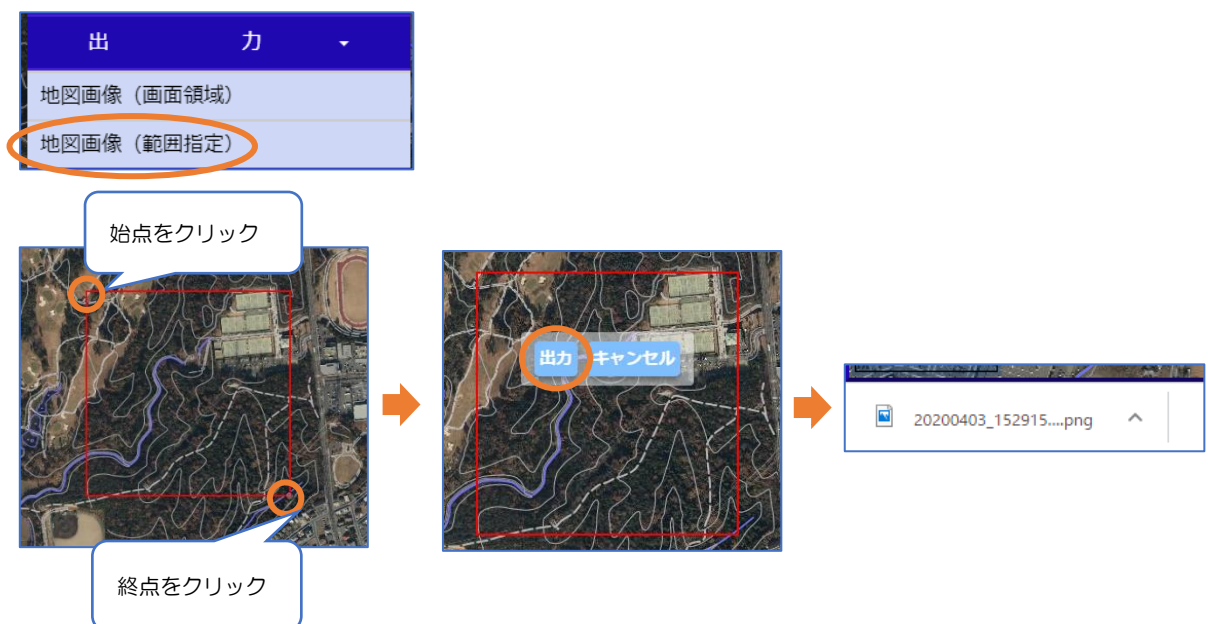 出 力
地図画像（画面領域）
地図画像（範囲指定）
始点をクリック
出力 キャンセル
20200403_152915....png
終点をクリック